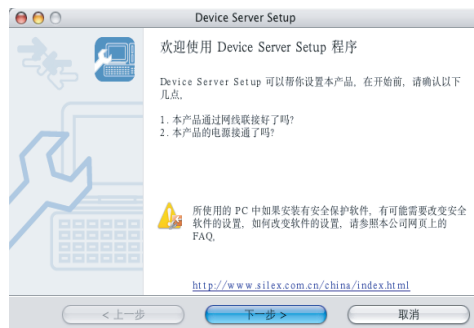 Device Server Setup
欢迎使用 Device Server Setup 程序
Device Server Setup 可以帮你设置本产品，在开始前，请确认以下
几点。
1. 本产品通过网线联接好了吗?
2. 本产品的电源接通了吗?
所使用的 PC 中如果安装有安全保护软件，有可能需要改变安全
软件的设置，如何改变软件的设置，请参照本公司网页上的
FAQ。
http://www.silex.com.cn/china/index.html
< 上一步
下一步 >
取消